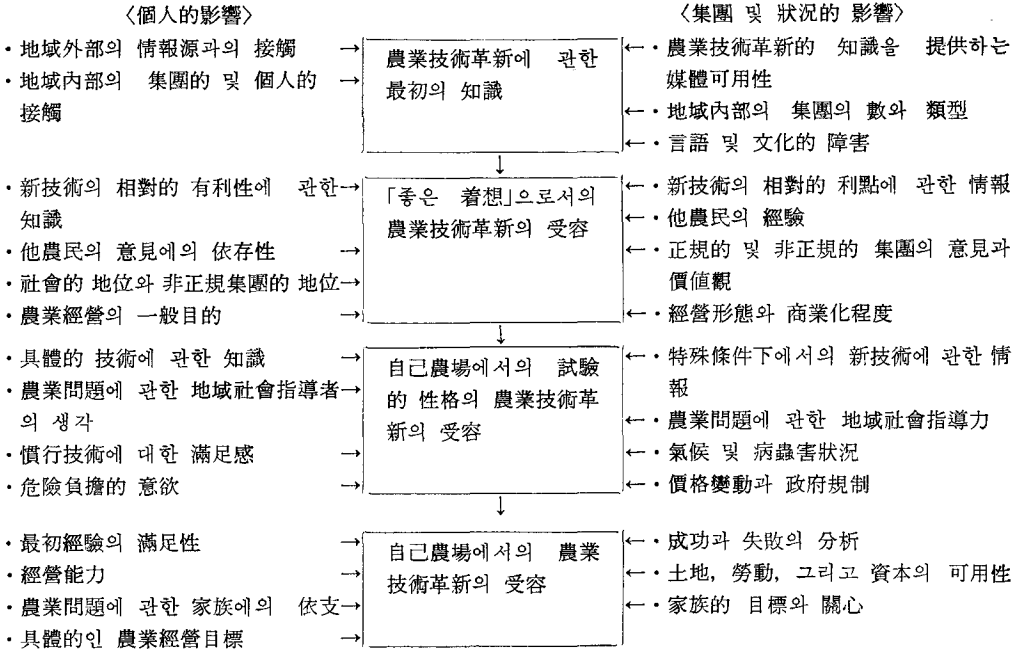 〈個人的影響〉
・地域外部의 情報源과의 接觸 →
・地域內部의 集團的 및 個人的 →
接觸
農業技術革新에 관한
最初의 知識
〈集團 및 狀況的 影響〉
←・農業技術革新的 知識을 提供하는
媒體可用性
←・地域內部의 集團의 數와 類型
←・言語 및 文化的 障害
↓
・新技術의 相對的 有利性에 관한→
知識
・他農民의 意見에의 依存性 →
・社會的 地位와 非正規集團的 地位→
・農業經營의 一般目的 →
「좋은 着想」으로서의
農業技術革新의 受容
←・新技術의 相對的 利點에 관한 情報
←・他農民의 經驗
←・正規的 및 非正規的 集團의 意見과
價値觀
←・經營形態와 商業化程度
↓
・具體的 技術에 관한 知識 →
・農業問題에 관한 地域社會指導者→
의 생각
・慣行技術에 대한 滿足感 →
・危險負擔的 意欲 →
自己農場에서의 試驗
的 性格의 農業技術革
新의 受容
←・特殊條件下에서의 新技術에 관한 情
報
←・農業問題에 관한 地域社會指導力
←・氣候 및 病蟲害狀況
←・價格變動과 政府規制
↓
・最初經驗의 滿足性 →
・經營能力 →
・農業問題에 관한 家族에의 依支→
・具體的인 農業經營目標 →
自己農場에서의 農業
技術革新의 受容
←・成功과 失敗의 分析
←・土地, 勞動, 그리고 資本의 可用性
←・家族的 目標와 關心